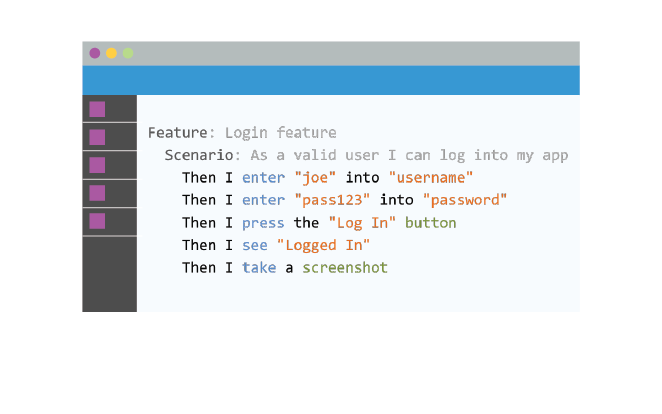 Feature: Login feature
Scenario: As a valid user I can log into my app
Then I enter "joe" into "username"
Then I enter "pass123" into "password"
Then I press the "Log In" button
Then I see "Logged In"
Then I take a screenshot